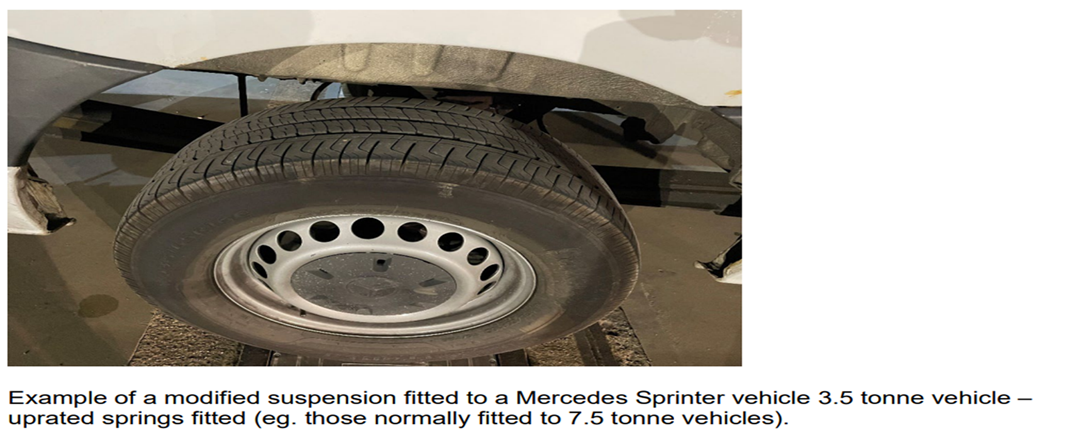 Example of a modified suspension fitted to a Mercedes Sprinter vehicle 3.5 tonne vehicle –
uprated springs fitted (eg. those normally fitted to 7.5 tonne vehicles).